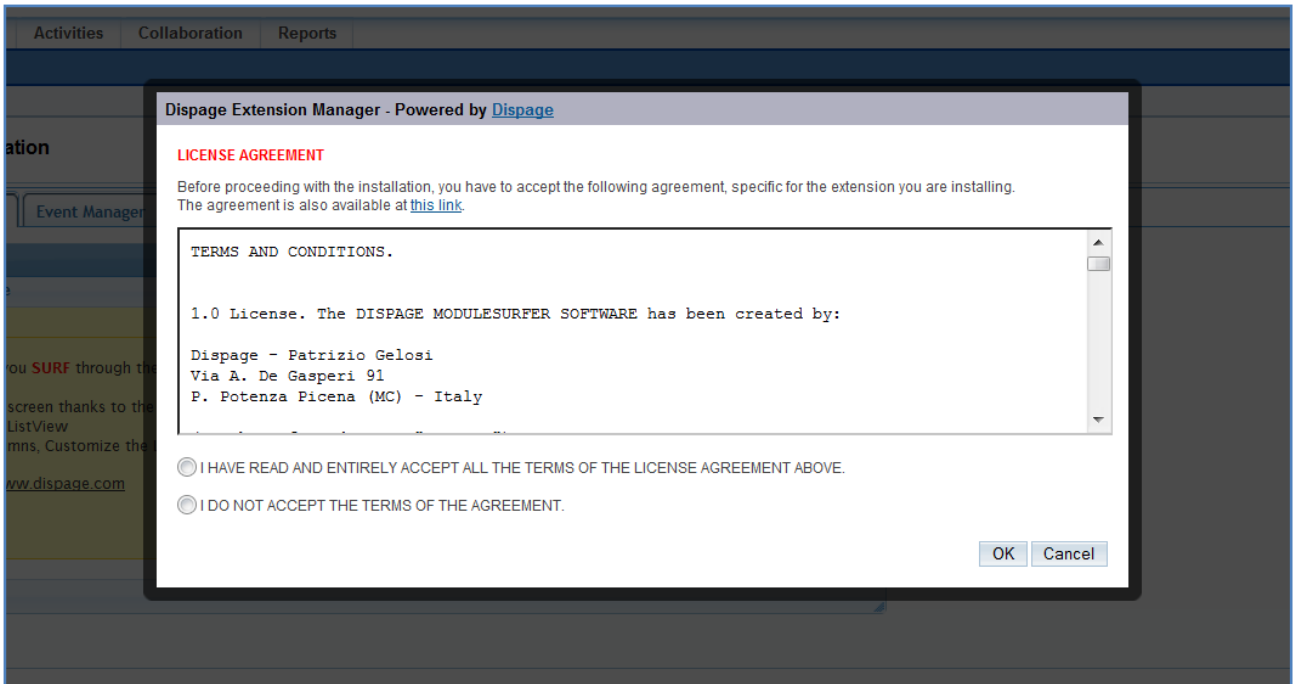 Activities Collaboration Reports
Dispage Extension Manager - Powered by Dispage
ation
LICENSE AGREEMENT
Before proceeding with the installation, you have to accept the following agreement, specific for the extension you are installing.
The agreement is also available at this link.
Event Manager
TERMS AND CONDITIONS.
1.0 License. The DISPAGE MODULESURFER SOFTWARE has been created by:
Dispage - Patrizio Gelosi
Via A. De Gasperi 91
P. Potenza Picena (MC) - Italy
ou SURF through the
screen thanks to the
ListView
mns, Customize the
ww.dispage.com
I HAVE READ AND ENTIRELY ACCEPT ALL THE TERMS OF THE LICENSE AGREEMENT ABOVE.
I DO NOT ACCEPT THE TERMS OF THE AGREEMENT.
OK Cancel